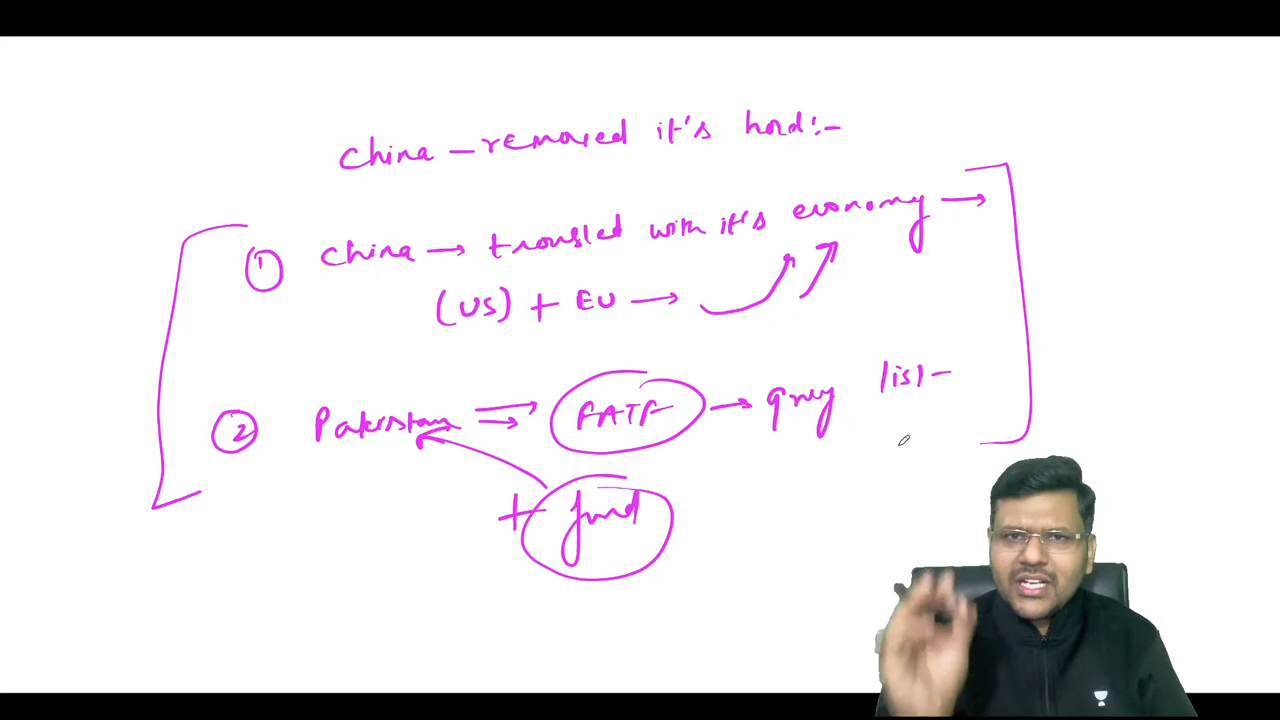 China - removed it's hold:-
① China → troubled with it's economy →
(US) + EU →
② Pakistan ⇒ FATF → grey list -
+ fund